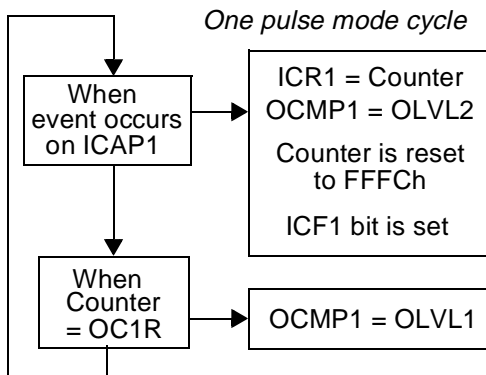 One pulse mode cycle
When
event occurs
on ICAP1
ICR1 = Counter
OCMP1 = OLVL2
Counter is reset
to FFFCh
ICF1 bit is set
When
Counter
= OC1R
OCMP1 = OLVL1